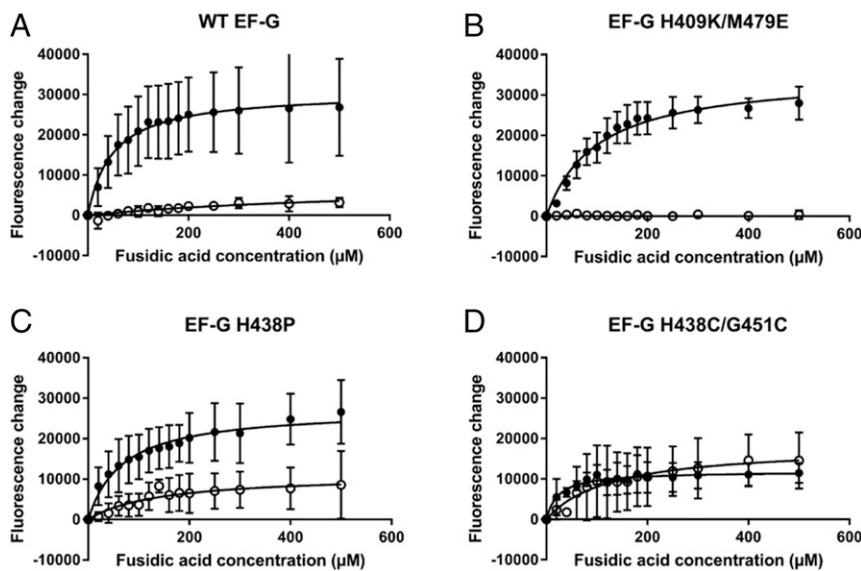 A
WT EF-G
Flourescence change
40000
30000
20000
10000
0
-10000
200
400
600
Fusidic acid concentration (µM)
B
EF-G H409K/M479E
Fluorescence change
40000
30000
20000
10000
0
-10000
200
400
600
Fusidic acid concentration (µM)
C
EF-G H438P
Fluorescence change
40000
30000
20000
10000
0
-10000
200
400
600
Fusidic acid concentration (µM)
D
EF-G H438C/G451C
Fluorescence change
40000
30000
20000
10000
0
-10000
200
400
600
Fusidic acid concentration (µM)